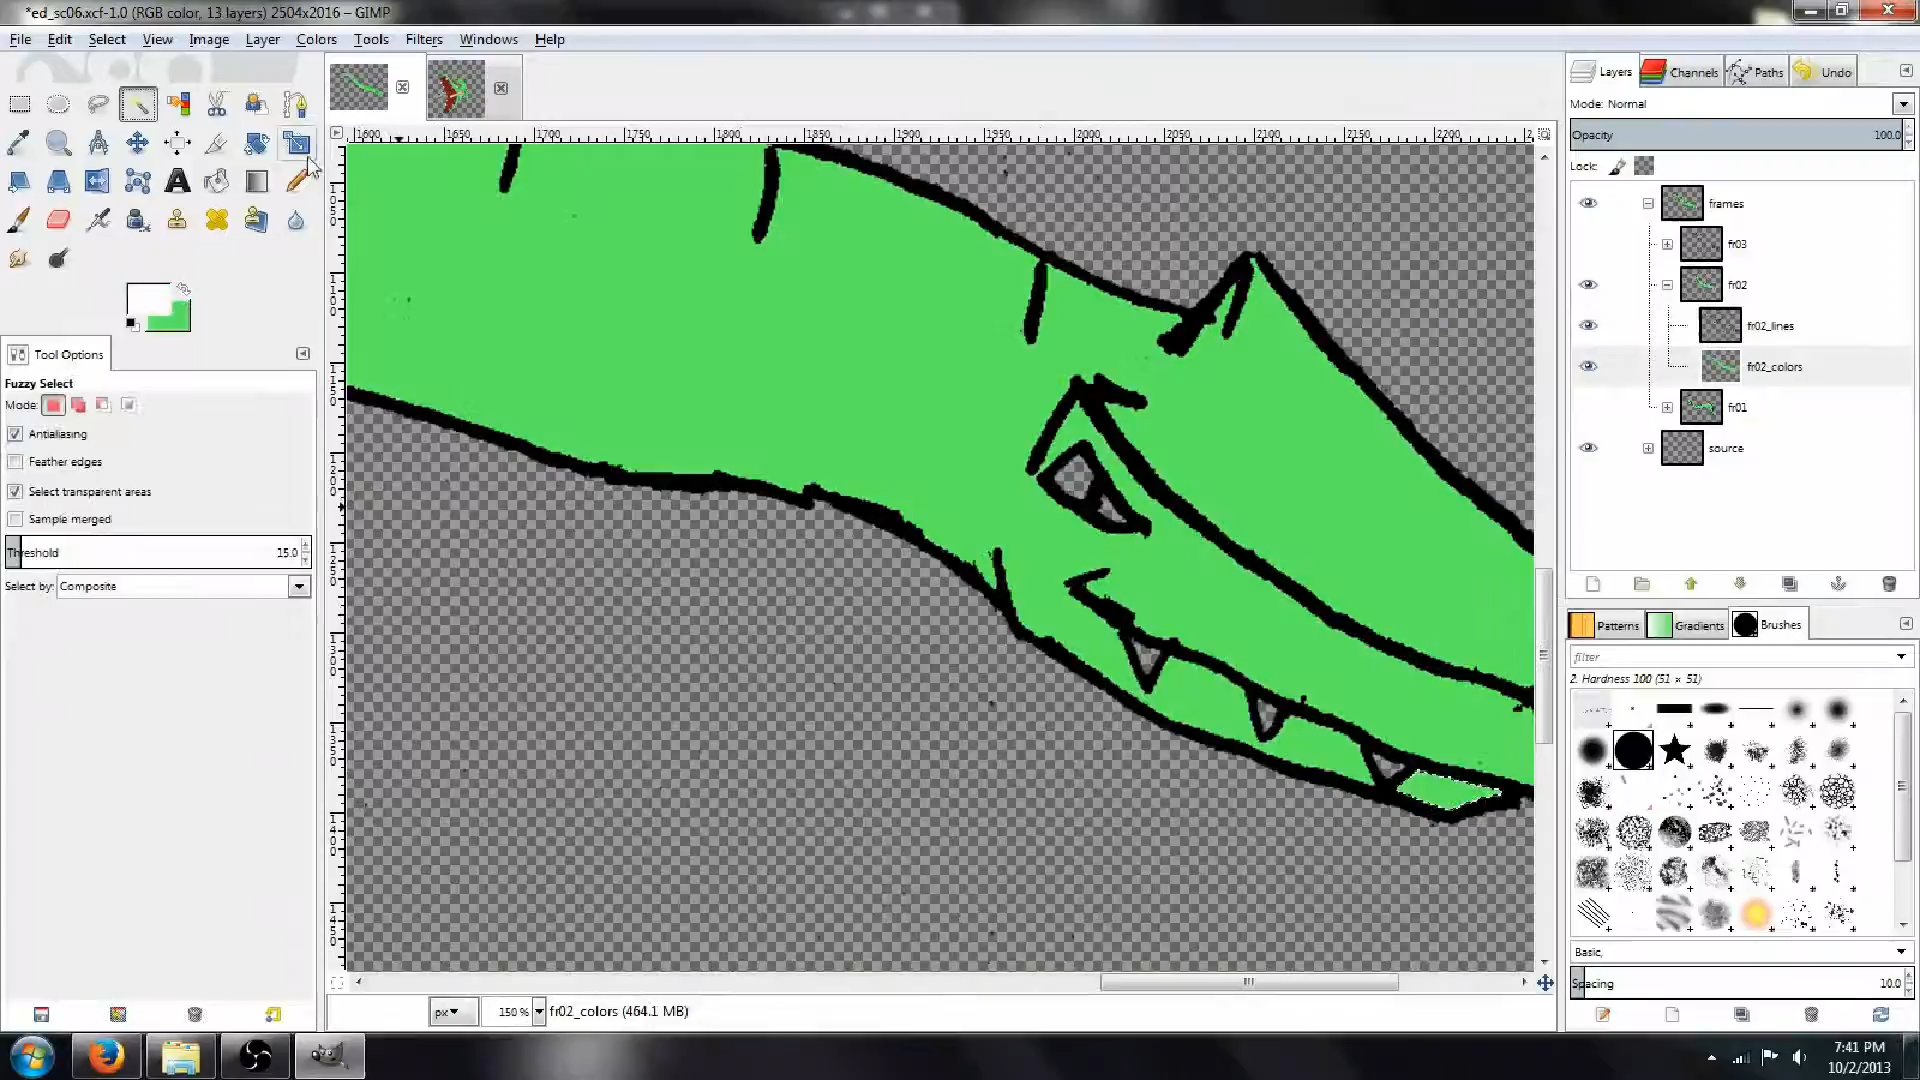 *ed_sc06.xcf-1.0 (RGB color, 13 layers) 2504x2016 – GIMP
File Edit Select View Image Layer Colors Tools Filters Windows Help
Layers Channels Paths Undo
Mode: Normal
Opacity 100.0
Lock:
1600 1650 1700 1750 1800 1850 1900 1950 2000 2050 2100 2150 2200
frames
fr03
fr02
fr02_lines
fr02_colors
fr01
source
Tool Options
Fuzzy Select
Mode:
Antialiasing
Feather edges
Select transparent areas
Sample merged
Threshold 15.0
Select by: Composite
Patterns Gradients Brushes
filter
2. Hardness 100 (51 × 51)
Basic,
Spacing 10.0
px 150 % fr02_colors (464.1 MB)
7:41 PM
10/2/2013